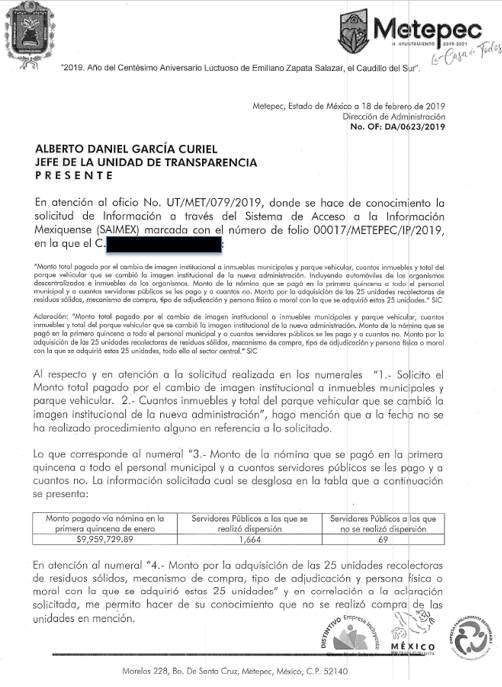 Metepec
H. AYUNTAMIENTO 2019-2021
La Casa de Todos
"2019. Año del Centésimo Aniversario Luctuoso de Emiliano Zapata Salazar, el Caudillo del Sur".
Metepec, Estado de México a 18 de febrero de 2019
Dirección de Administración
No. OF: DA/0623/2019
ALBERTO DANIEL GARCÍA CURIEL
JEFE DE LA UNIDAD DE TRANSPARENCIA
P R E S E N T E
En atención al oficio No. UT/MET/079/2019, donde se hace de conocimiento la
solicitud de Información a través del Sistema de Acceso a la Información
Mexiquense (SAIMEX) marcada con el número de folio 00017/METEPEC/IP/2019,
en la que el C.
"Monto total pagado por el cambio de imagen institucional a inmuebles municipales y parque vehicular, cuantos inmuebles y total del
parque vehicular que se cambió la imagen institucional de la nueva administración. Incluyendo automóviles de los organismos
descentralizados e inmuebles de los organismos. Monto de la nómina que se pagó en la primera quincena a todo el personal
municipal y a cuantos servidores públicos se les pago y a cuantos no. Monto por la adquisición de las 25 unidades recolectoras de
residuos sólidos, mecanismo de compra, tipo de adjudicación y persona física o moral con la que se adquirió estas 25 unidades." SIC
Aclaración: "Monto total pagado por el cambio de imagen institucional a inmuebles municipales y parque vehicular, cuantos
inmuebles y total del parque vehicular que se cambió la imagen institucional de la nueva administración. Monto de la nómina que se
pagó en la primera quincena a todo el personal municipal y a cuantos servidores públicos se les pago y a cuantos no. Monto por la
adquisición de las 25 unidades recolectoras de residuos sólidos, mecanismo de compra, tipo de adjudicación y persona física o moral
con la que se adquirió estas 25 unidades, todo ello al sector central." SIC
Al respecto y en atención a la solicitud realizada en los numerales "1.- Solicito el
Monto total pagado por el cambio de imagen institucional a inmuebles municipales y
parque vehicular. 2.- Cuantos inmuebles y total del parque vehicular que se cambió la
imagen institucional de la nueva administración", hago mención que a la fecha no se
ha realizado procedimiento alguno en referencia a lo solicitado.
Lo que corresponde al numeral "3.- Monto de la nómina que se pagó en la primera
quincena a todo el personal municipal y a cuantos servidores públicos se les pago y a
cuantos no. La información solicitada cual se desglosa en la tabla que a continuación
se presenta:
Monto pagado vía nómina en la primera quincena de enero
Servidores Públicos a los que se realizó dispersión
Servidores Públicos a los que no se realizó dispersión
$9,959,729.89 1,664 69
En atención al numeral "4.- Monto por la adquisición de las 25 unidades recolectoras
de residuos sólidos, mecanismo de compra, tipo de adjudicación y persona física o
moral con la que se adquirió estas 25 unidades" y en correlación a la aclaración
solicitada, me permito hacer de su conocimiento que no se realizó compra de las
unidades en mención.
DISTINTIVO Empresa Incluyente
MÉXICO
Morelos 228, Bo. De Santa Cruz, Metepec, México, C.P. 52140